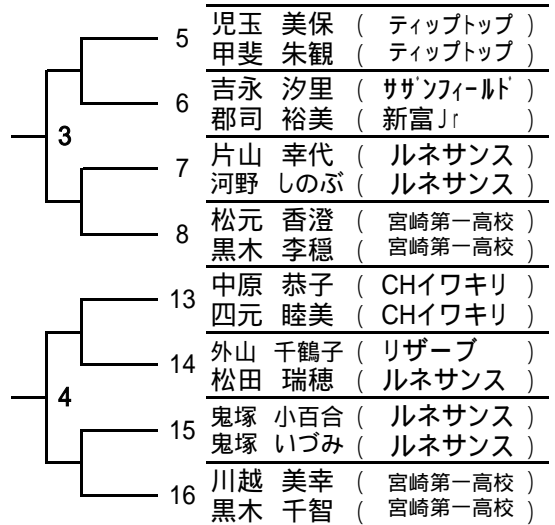 5 児玉 美保 ( ティップトップ )
甲斐 朱観 ( ティップトップ )
6 吉永 汐里 ( ｻｻﾞﾝﾌｨｰﾙﾄﾞ )
郡司 裕美 ( 新富Jr )
3
7 片山 幸代 ( ルネサンス )
河野 しのぶ ( ルネサンス )
8 松元 香澄 ( 宮崎第一高校 )
黒木 李穏 ( 宮崎第一高校 )
13 中原 恭子 ( CHイワキリ )
四元 睦美 ( CHイワキリ )
14 外山 千鶴子 ( リザーブ )
松田 瑞穂 ( ルネサンス )
4
15 鬼塚 小百合 ( ルネサンス )
鬼塚 いづみ ( ルネサンス )
16 川越 美幸 ( 宮崎第一高校 )
黒木 千智 ( 宮崎第一高校 )